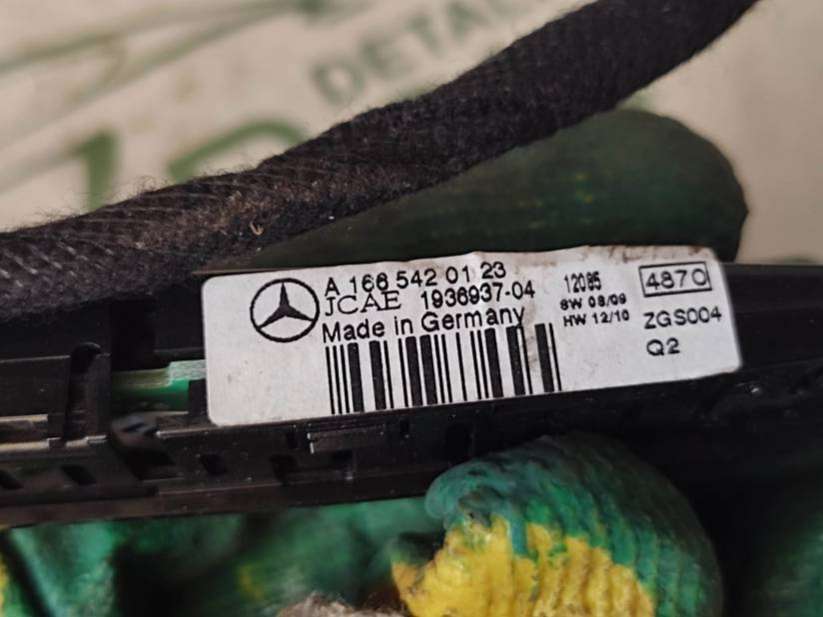 DETAL
A 166 542 01 23
JCAE 1936937-04
Made in Germany
12085
SW 08/09
HW 12/10
4870
ZGS004
Q2